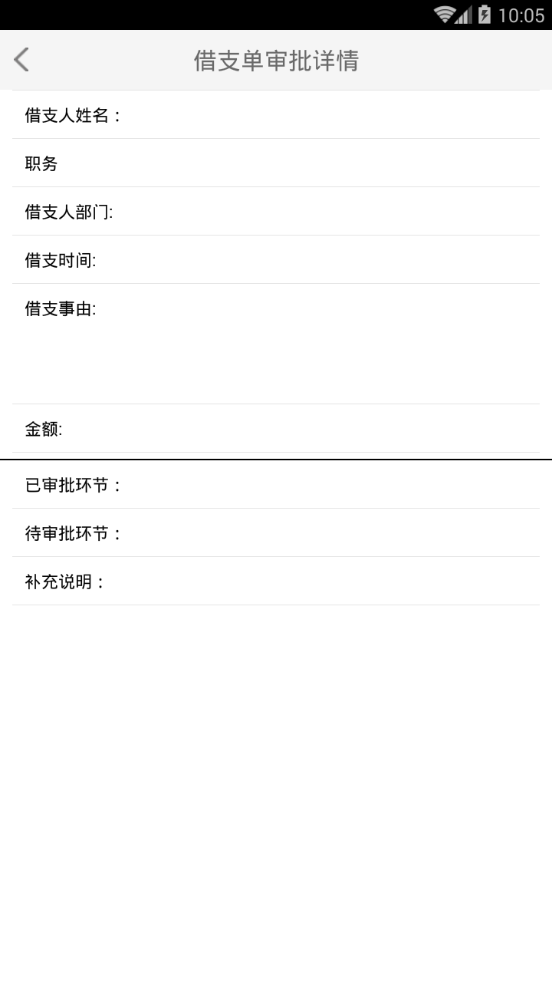 10:05
借支单审批详情
借支人姓名：
职务
借支人部门:
借支时间:
借支事由:
金额:
已审批环节：
待审批环节：
补充说明：